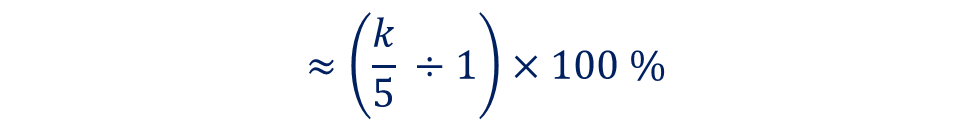 ≈ (k/5 ÷ 1) × 100 %